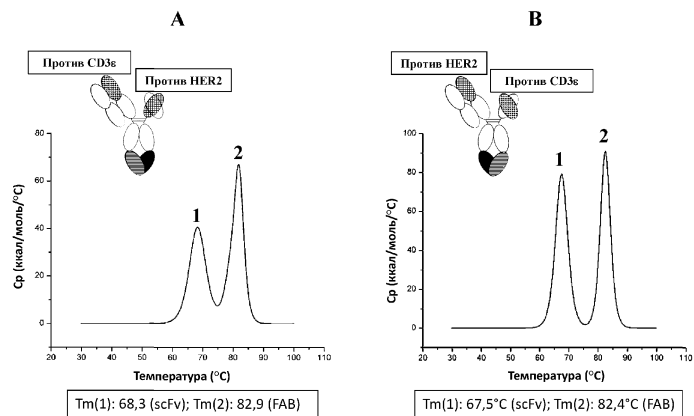 A
Против CD3ε
Против HER2
80
60
40
20
0
1
2
Cp (ккал/моль/°C)
20 30 40 50 60 70 80 90 100 110
Температура (°C)
Tm(1): 68,3 (scFv); Tm(2): 82,9 (FAB)
B
Против HER2
Против CD3ε
100
80
60
40
20
0
1
2
Cp (ккал/моль/°C)
20 30 40 50 60 70 80 90 100 110
Температура (°C)
Tm(1): 67,5°C (scFv); Tm(2): 82,4°C (FAB)